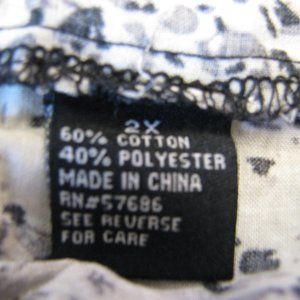 2X
60% COTTON
40% POLYESTER
MADE IN CHINA
RN#57686
SEE REVERSE
FOR CARE